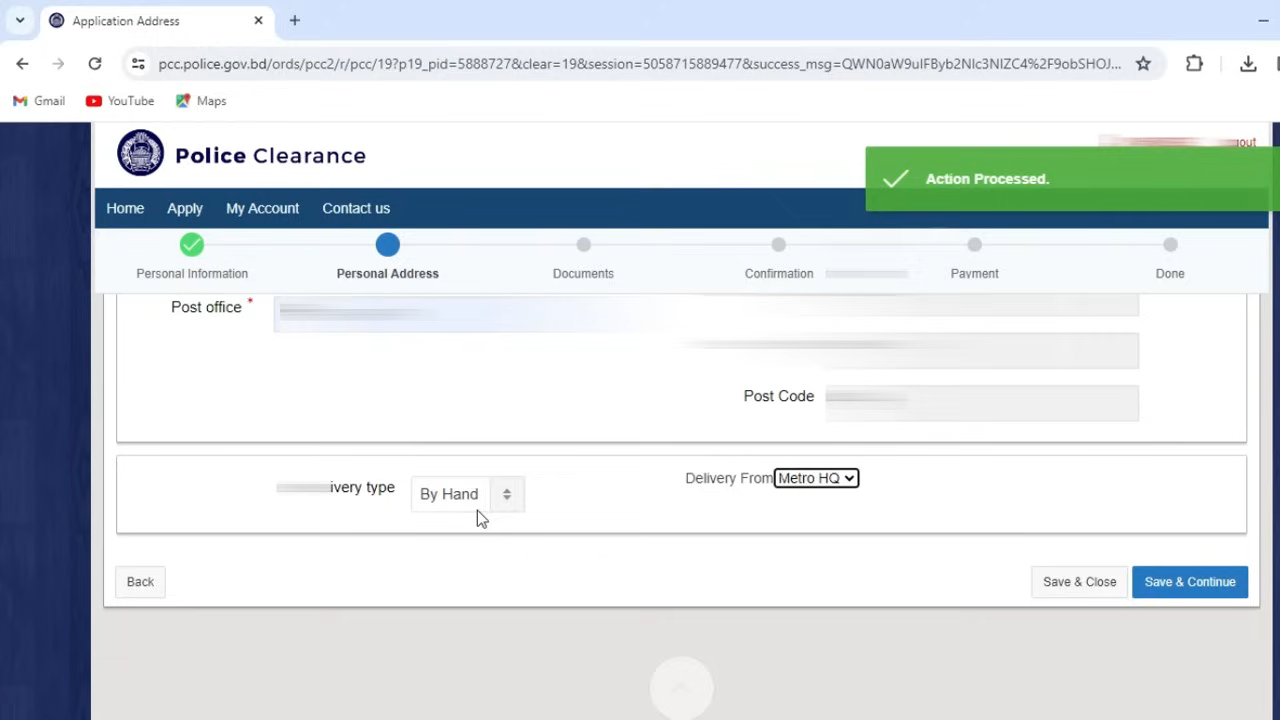 Application Address
pcc.police.gov.bd/ords/pcc2/r/pcc/19?p19_pid=5888727&clear=19&session=5058715889477&success_msg=QWN0aW9uIFByb2Nlc3NlZC4%2F9obSHOJ...
Gmail YouTube Maps
Police Clearance
Action Processed.
Home Apply My Account Contact us
Personal Information Personal Address Documents Confirmation Payment Done
Post office *
Post Code
ivery type By Hand Delivery From Metro HQ
Back Save & Close Save & Continue